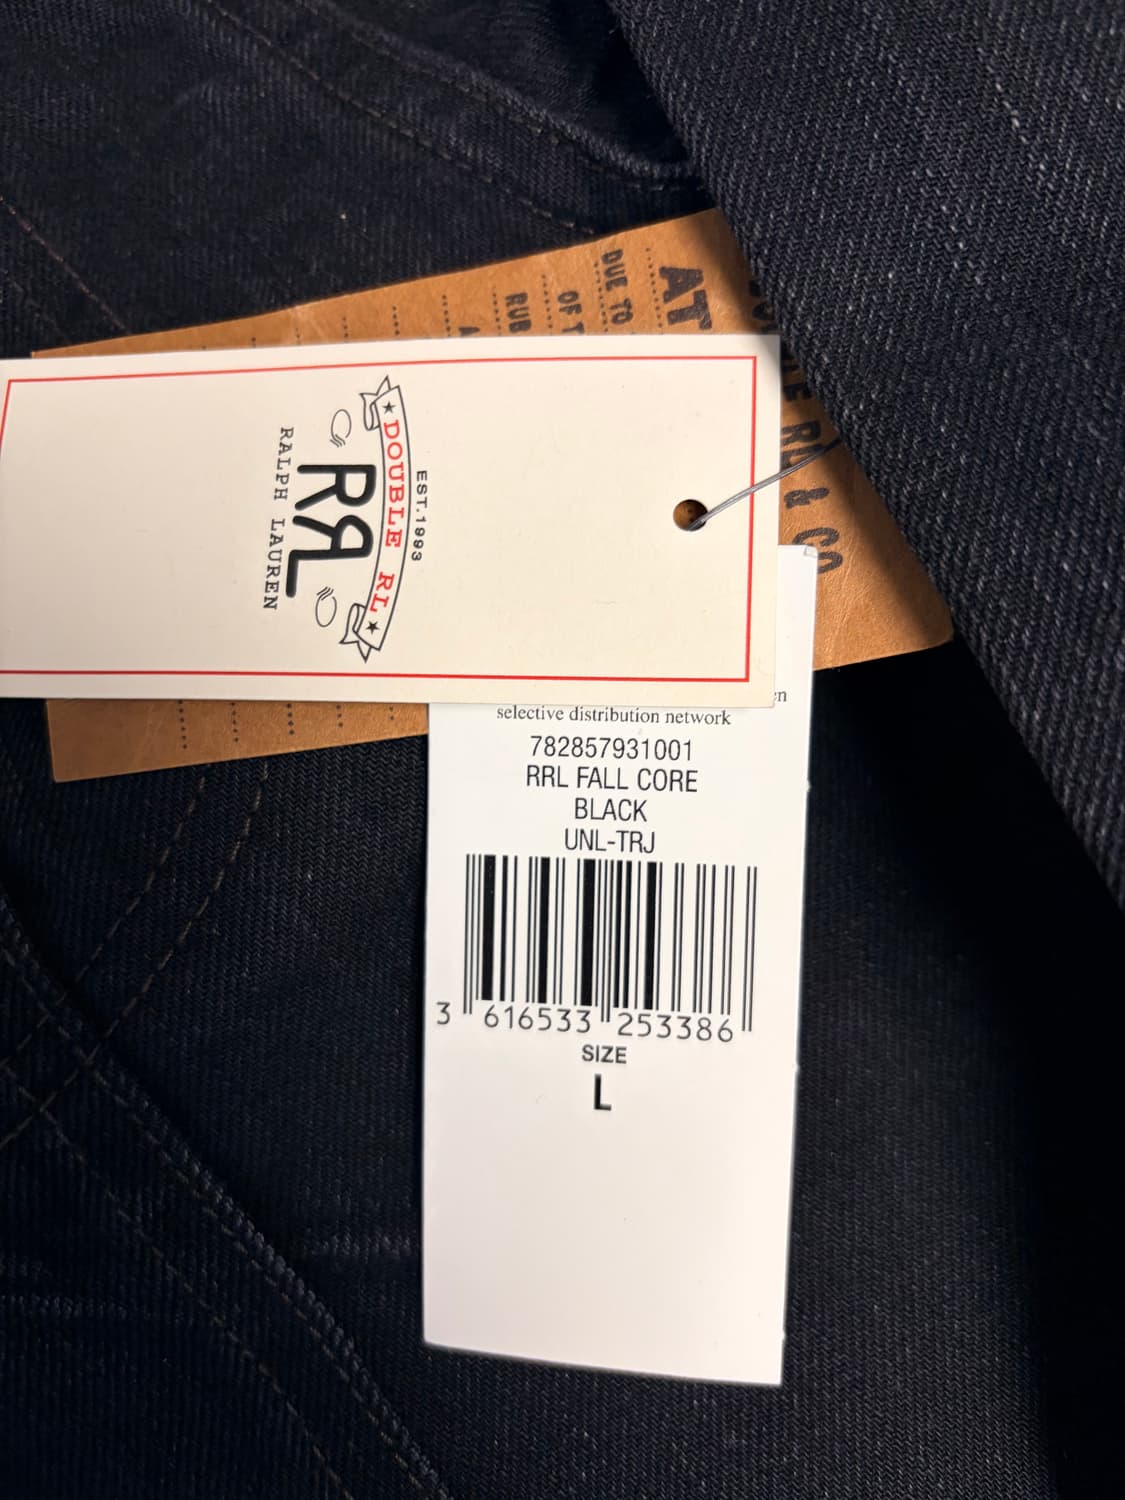 AT
DUE TO
OF T
RUB
A
RL & CO
EST.1993
★ DOUBLE RL ★
RRL
RALPH LAUREN
selective distribution network
782857931001
RRL FALL CORE
BLACK
UNL-TRJ
3 616533 253386
SIZE
L